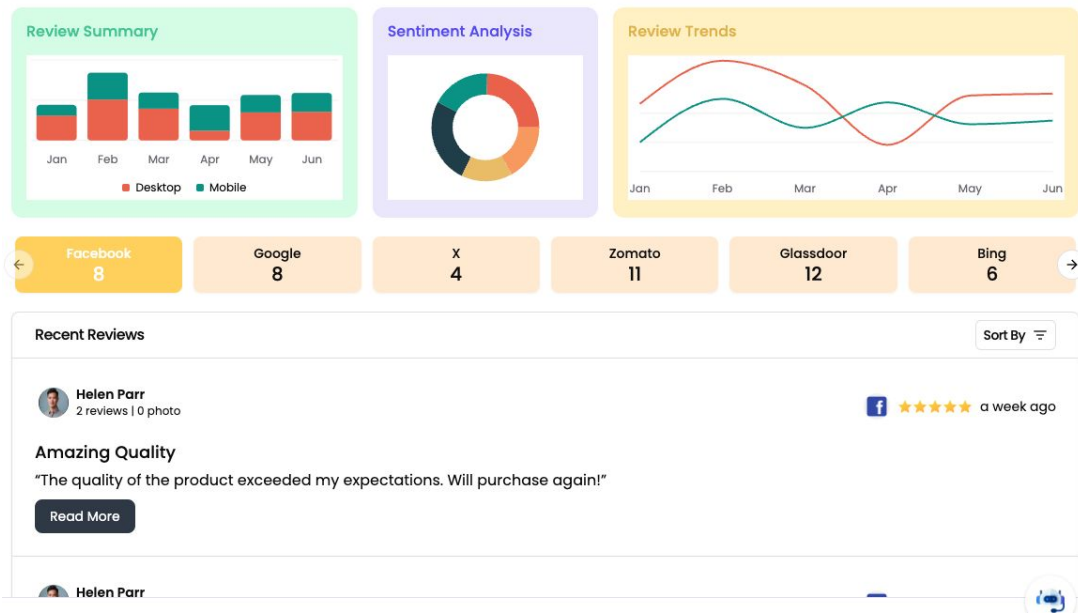 Review Summary
Jan Feb Mar Apr May Jun
Desktop Mobile
Sentiment Analysis
Review Trends
Jan Feb Mar Apr May Jun
Facebook
8
Google
8
X
4
Zomato
11
Glassdoor
12
Bing
6
Recent Reviews
Sort By
Helen Parr
2 reviews | 0 photo
a week ago
Amazing Quality
“The quality of the product exceeded my expectations. Will purchase again!”
Read More
Helen Parr